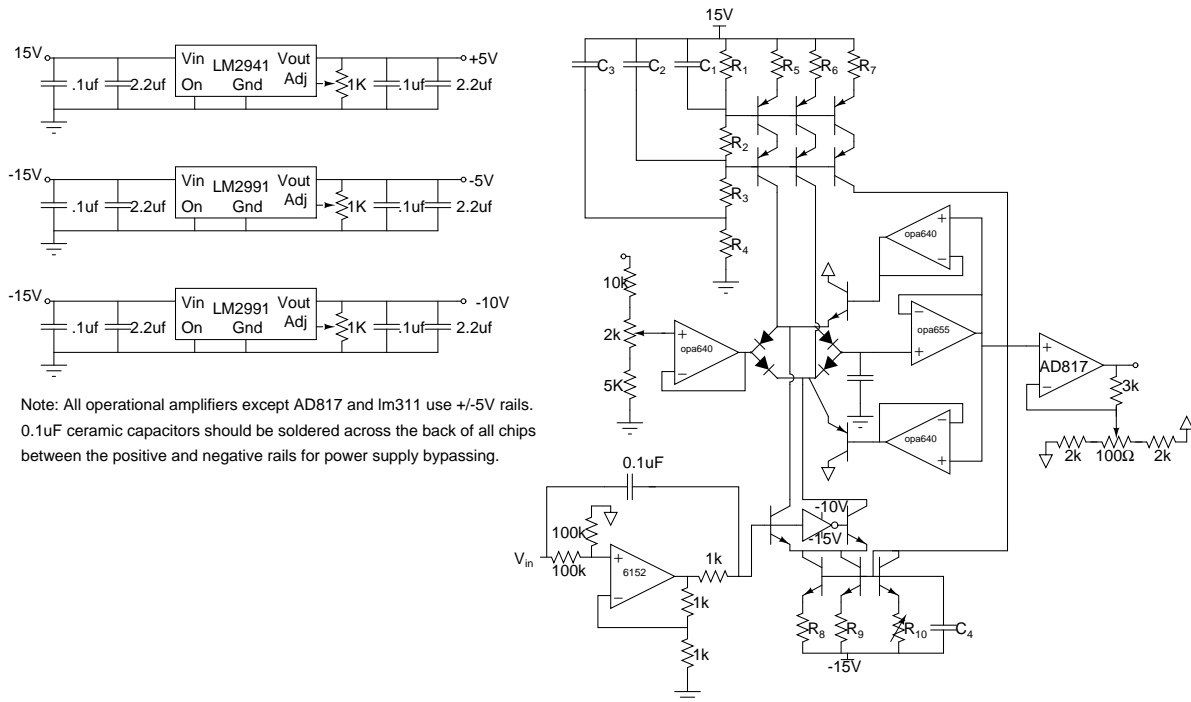 15V
Vin
Vout
+5V
LM2941
.1uf
2.2uf
On
Gnd
Adj
1K
.1uf
2.2uf
-15V
Vin
Vout
-5V
LM2991
.1uf
2.2uf
On
Gnd
Adj
1K
.1uf
2.2uf
-15V
Vin
Vout
-10V
LM2991
.1uf
2.2uf
On
Gnd
Adj
1K
.1uf
2.2uf
Note: All operational amplifiers except AD817 and lm311 use +/-5V rails.
0.1uF ceramic capacitors should be soldered across the back of all chips
between the positive and negative rails for power supply bypassing.
15V
C3
C2
C1
R1
R5
R6
R7
R2
R3
R4
+
opa640
−
10k
2k
5K
+
opa640
−
−
opa655
+
+
AD817
−
3k
−
opa640
+
2k
100Ω
2k
0.1uF
-10V
-15V
100k
Vin
100k
+
6152
−
1k
1k
1k
R8
R9
R10
C4
-15V